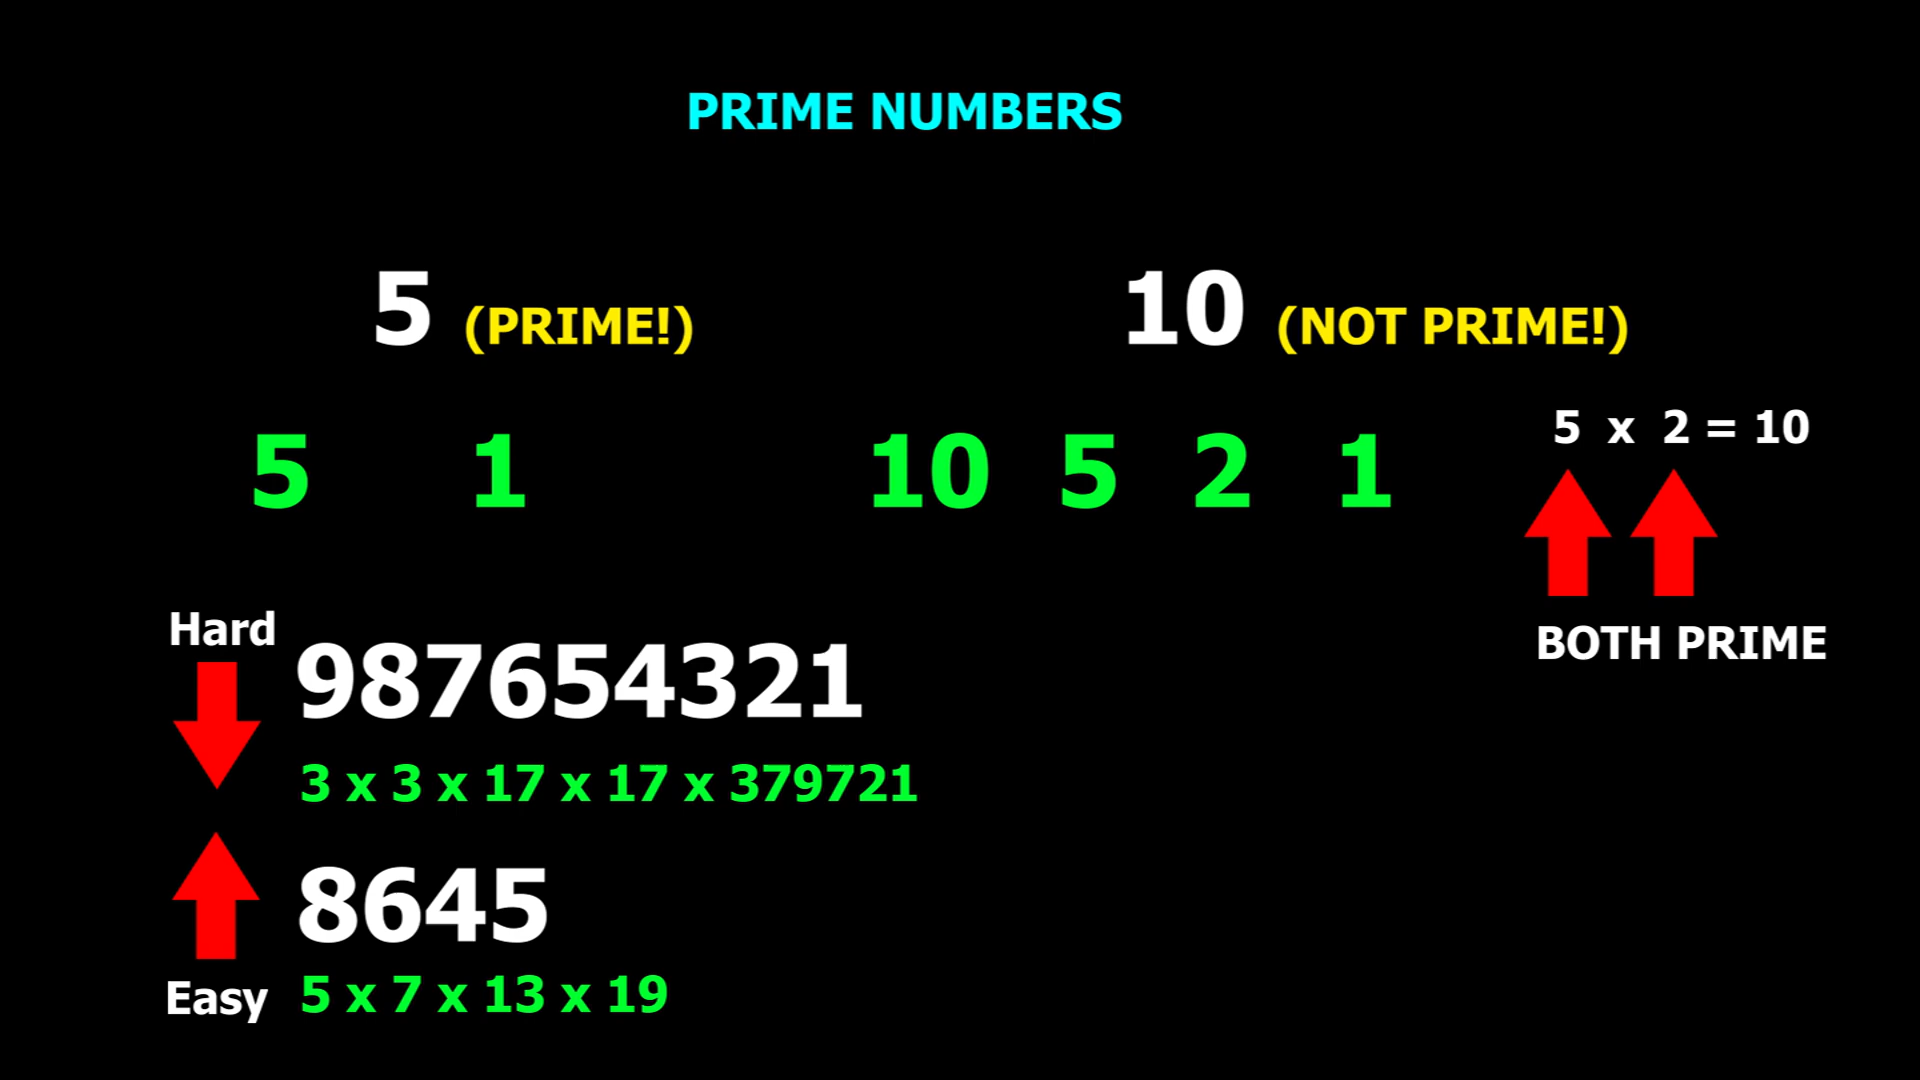 PRIME NUMBERS
5 (PRIME!)
10 (NOT PRIME!)
5 1
10 5 2 1
5 x 2 = 10
BOTH PRIME
Hard
987654321
3 x 3 x 17 x 17 x 379721
8645
Easy
5 x 7 x 13 x 19